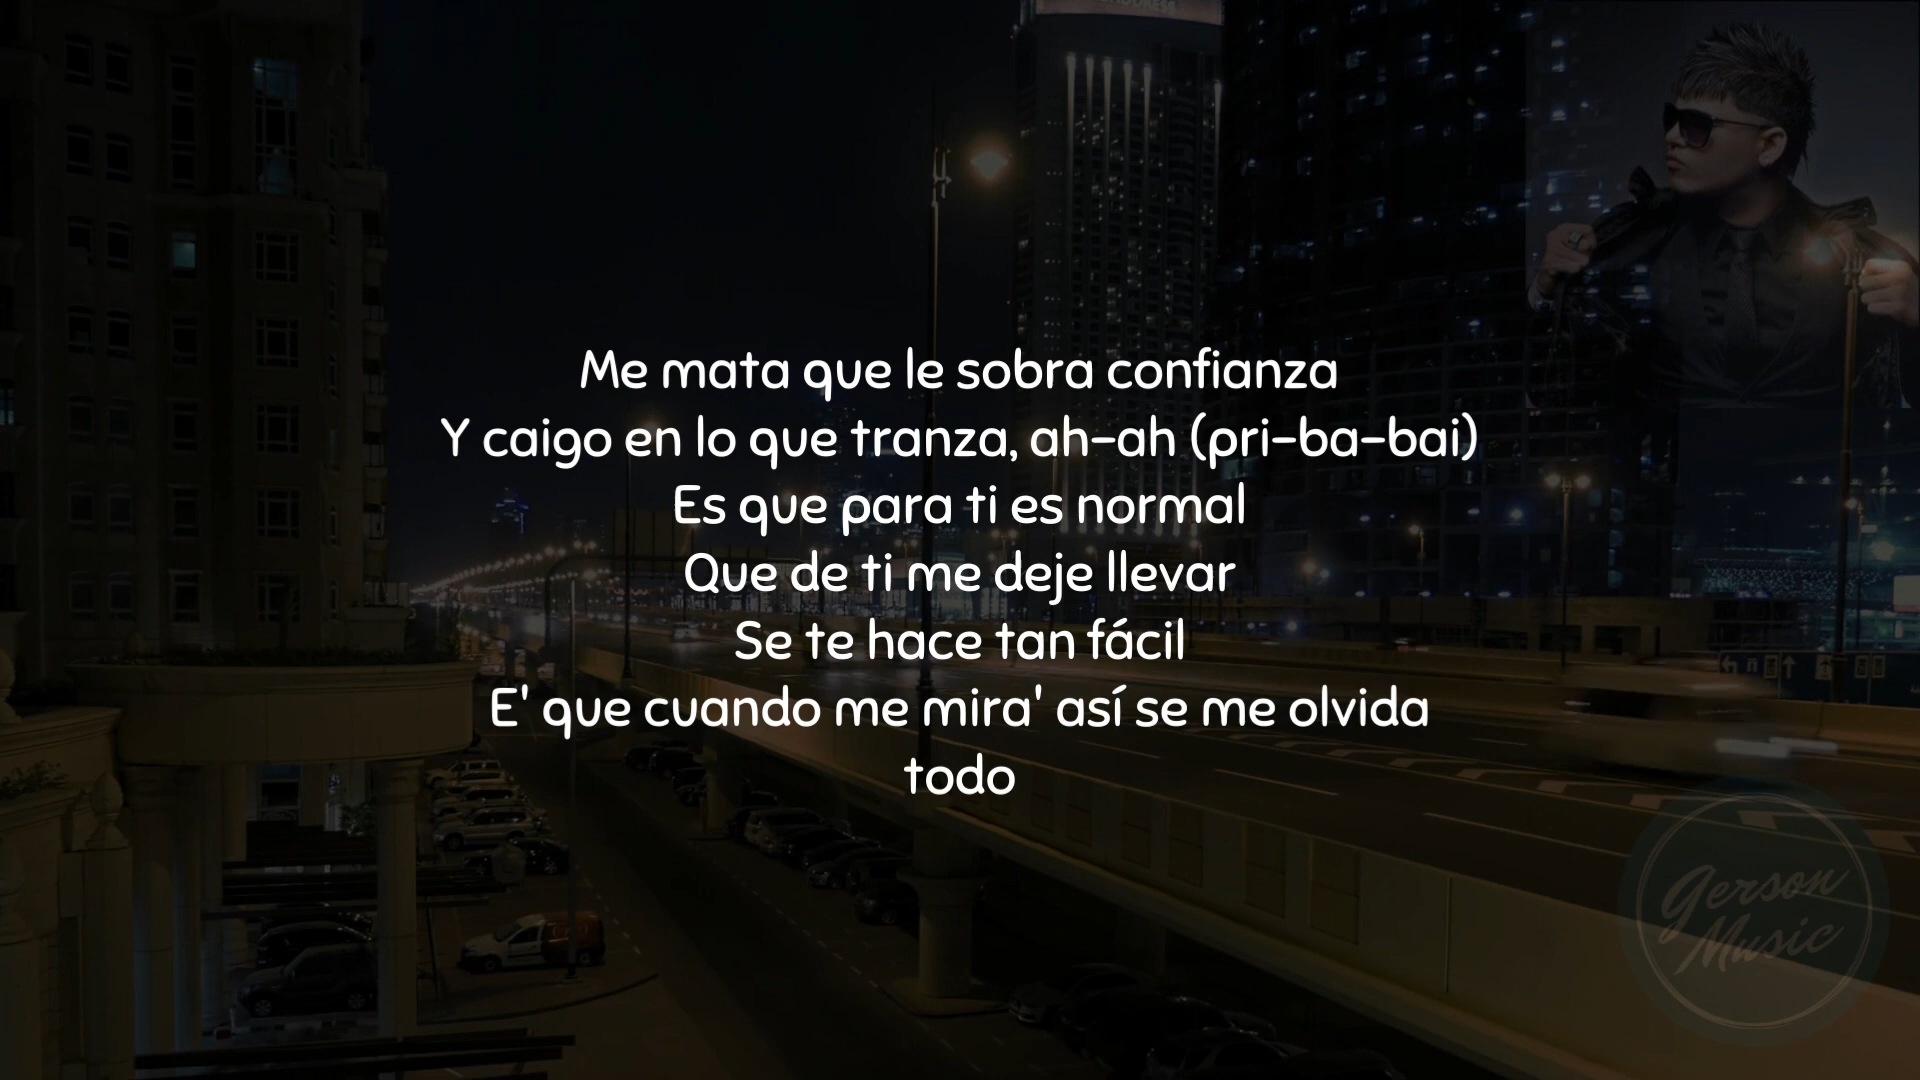 ADDRESS
Me mata que le sobra confianza
Y caigo en lo que tranza, ah-ah (pri-ba-bai)
Es que para ti es normal
Que de ti me deje llevar
Se te hace tan fácil
E' que cuando me mira' así se me olvida
todo
Gerson
Music